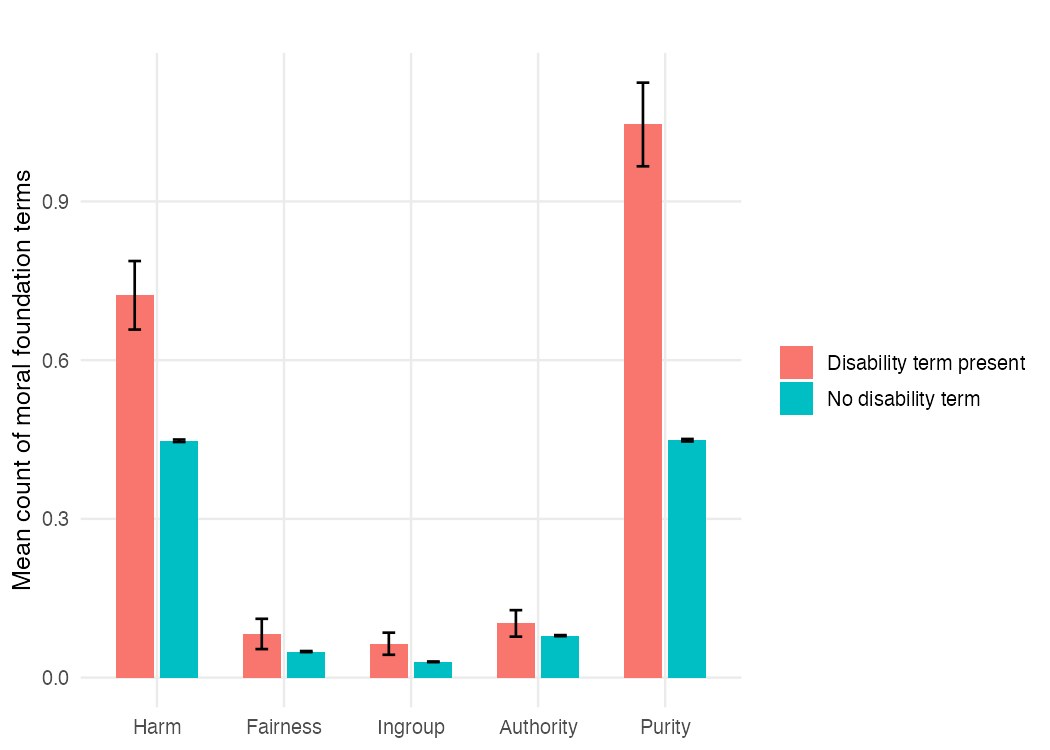 Mean count of moral foundation terms
0.9
0.6
0.3
0.0
Harm
Fairness
Ingroup
Authority
Purity
Disability term present
No disability term